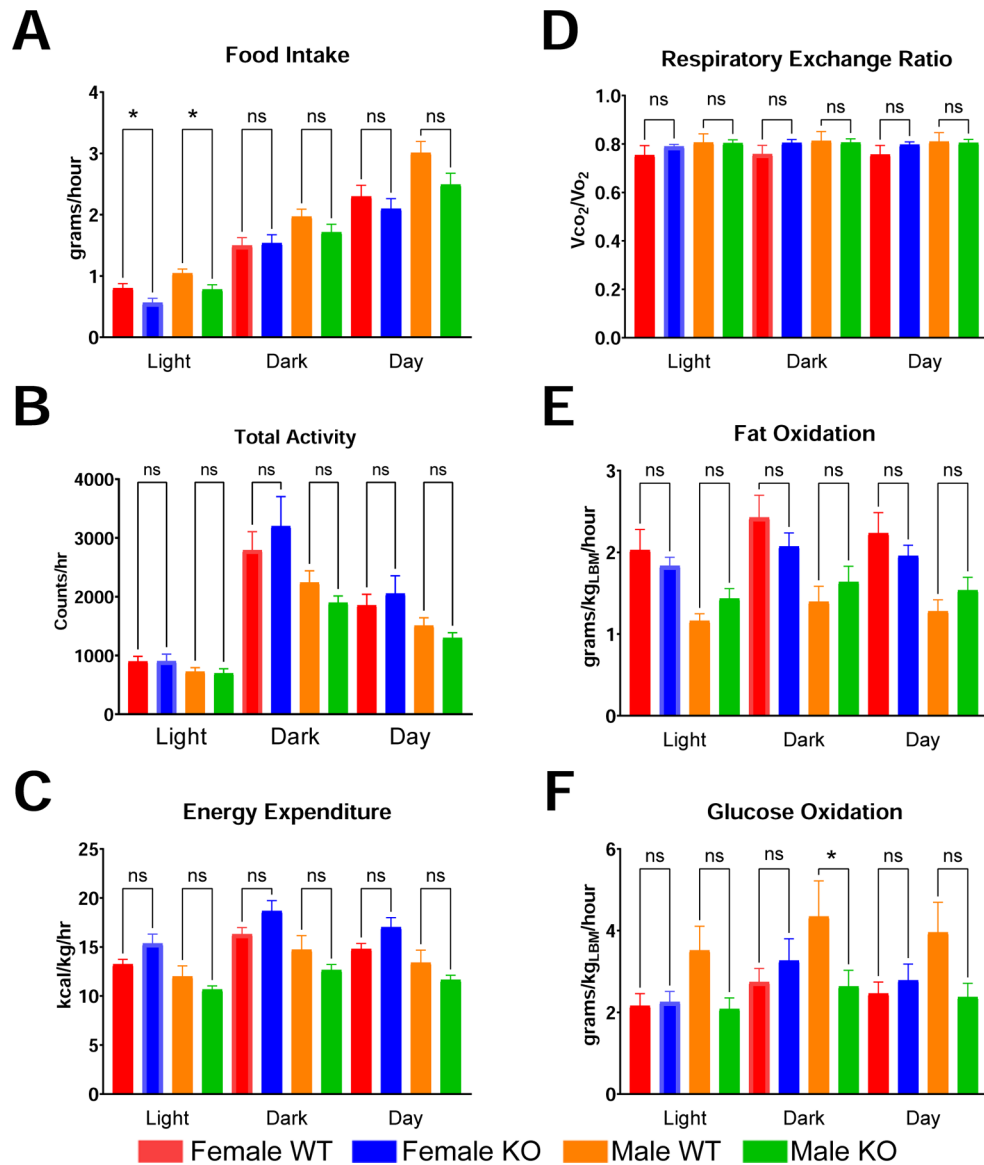 A
Food Intake
grams/hour
4
3
2
1
0
* * ns ns ns ns
Light Dark Day
B
Total Activity
Counts/hr
4000
3000
2000
1000
0
ns ns ns ns ns ns
Light Dark Day
C
Energy Expenditure
kcal/kg/hr
25
20
15
10
5
0
ns ns ns ns ns ns
Light Dark Day
D
Respiratory Exchange Ratio
Vco₂/Vo₂
1.0
0.8
0.6
0.4
0.2
0.0
ns ns ns ns ns ns
Light Dark Day
E
Fat Oxidation
grams/kg_LBM/hour
3
2
1
0
ns ns ns ns ns ns
Light Dark Day
F
Glucose Oxidation
grams/kg_LBM/hour
6
4
2
0
ns ns ns * ns ns
Light Dark Day
Female WT Female KO Male WT Male KO